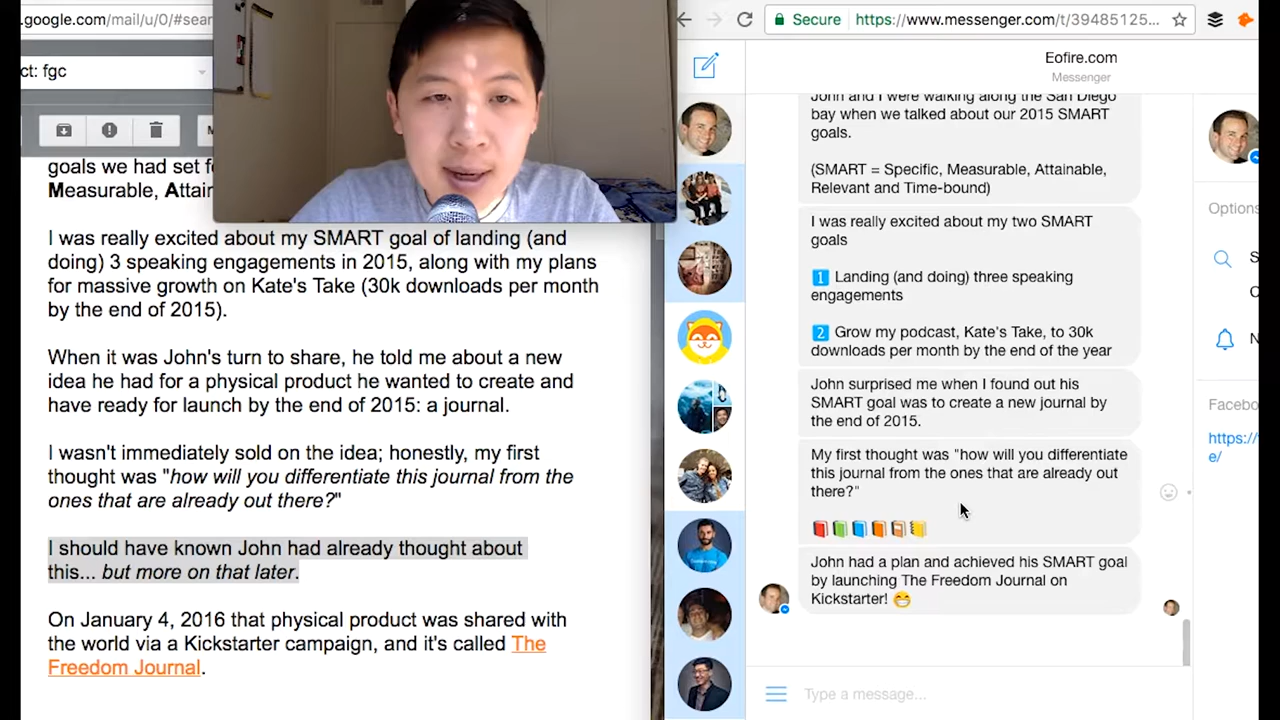 .google.com/mail/u/0/#sear
ct: fgc
goals we had set f
Measurable, Attair
I was really excited about my SMART goal of landing (and
doing) 3 speaking engagements in 2015, along with my plans
for massive growth on Kate's Take (30k downloads per month
by the end of 2015).
When it was John's turn to share, he told me about a new
idea he had for a physical product he wanted to create and
have ready for launch by the end of 2015: a journal.
I wasn't immediately sold on the idea; honestly, my first
thought was "how will you differentiate this journal from the
ones that are already out there?"
I should have known John had already thought about
this... but more on that later.
On January 4, 2016 that physical product was shared with
the world via a Kickstarter campaign, and it's called The
Freedom Journal.
Secure https://www.messenger.com/t/39485125...
Eofire.com
Messenger
John and I were walking along the San Diego
bay when we talked about our 2015 SMART
goals.
(SMART = Specific, Measurable, Attainable,
Relevant and Time-bound)
I was really excited about my two SMART
goals
1 Landing (and doing) three speaking
engagements
2 Grow my podcast, Kate's Take, to 30k
downloads per month by the end of the year
John surprised me when I found out his
SMART goal was to create a new journal by
the end of 2015.
My first thought was "how will you differentiate
this journal from the ones that are already out
there?"
📕📗📘📙📔📒
John had a plan and achieved his SMART goal
by launching The Freedom Journal on
Kickstarter! 😁
Type a message...
Options
S
C
N
Facebo
https://
e/